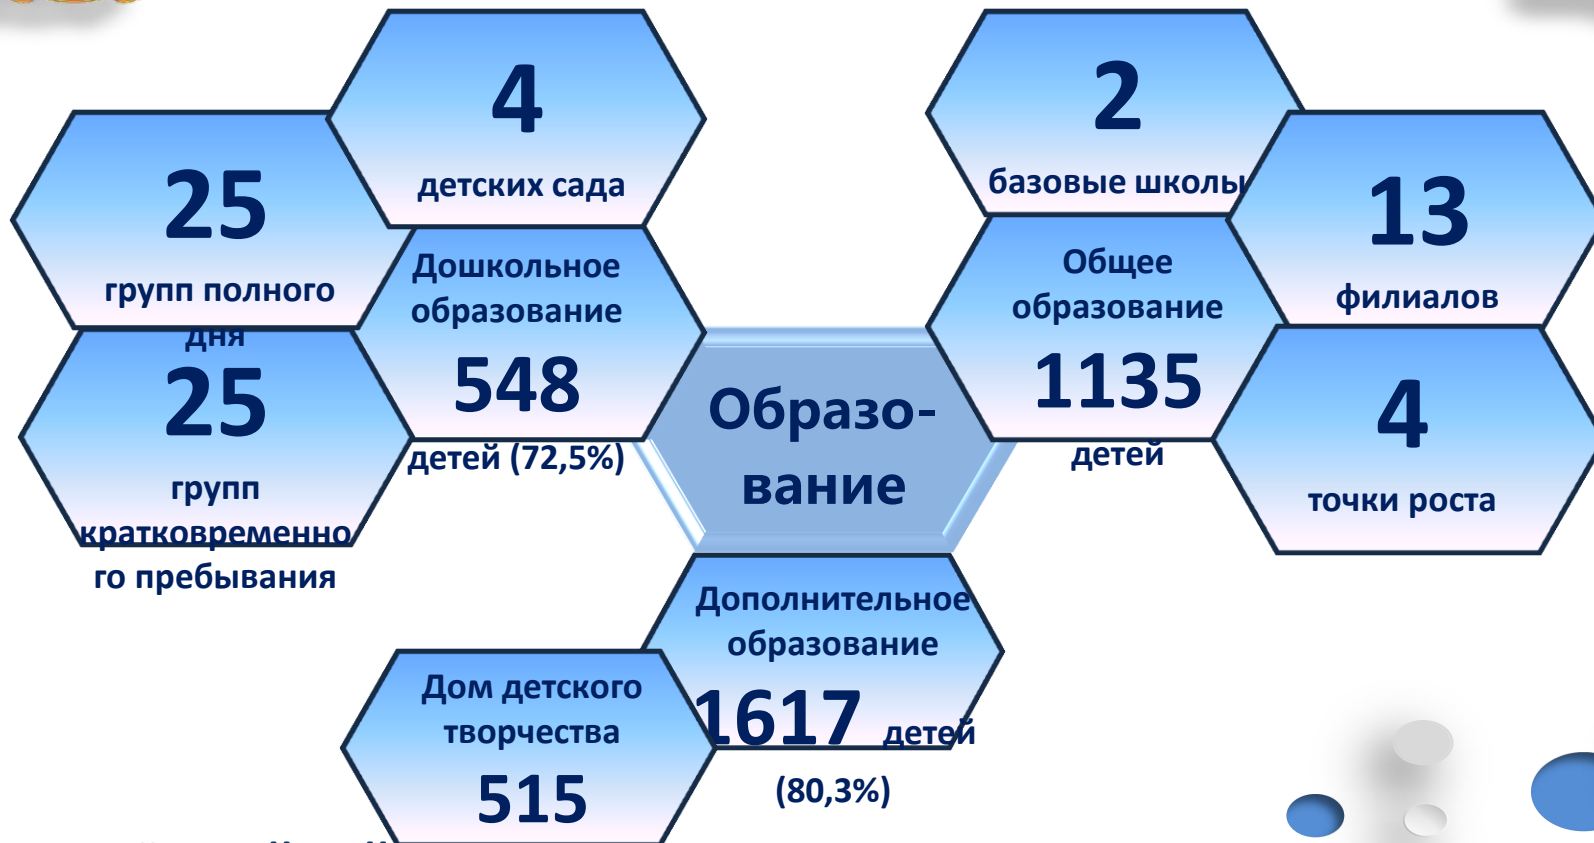 4
детских сада
25
групп полного
дня
Дошкольное
образование
548
детей (72,5%)
25
групп
кратковременно
го пребывания
2
базовые школы
13
филиалов
Общее
образование
1135
детей
4
точки роста
Образо-
вание
Дополнительное
образование
1617 детей
(80,3%)
Дом детского
творчества
515